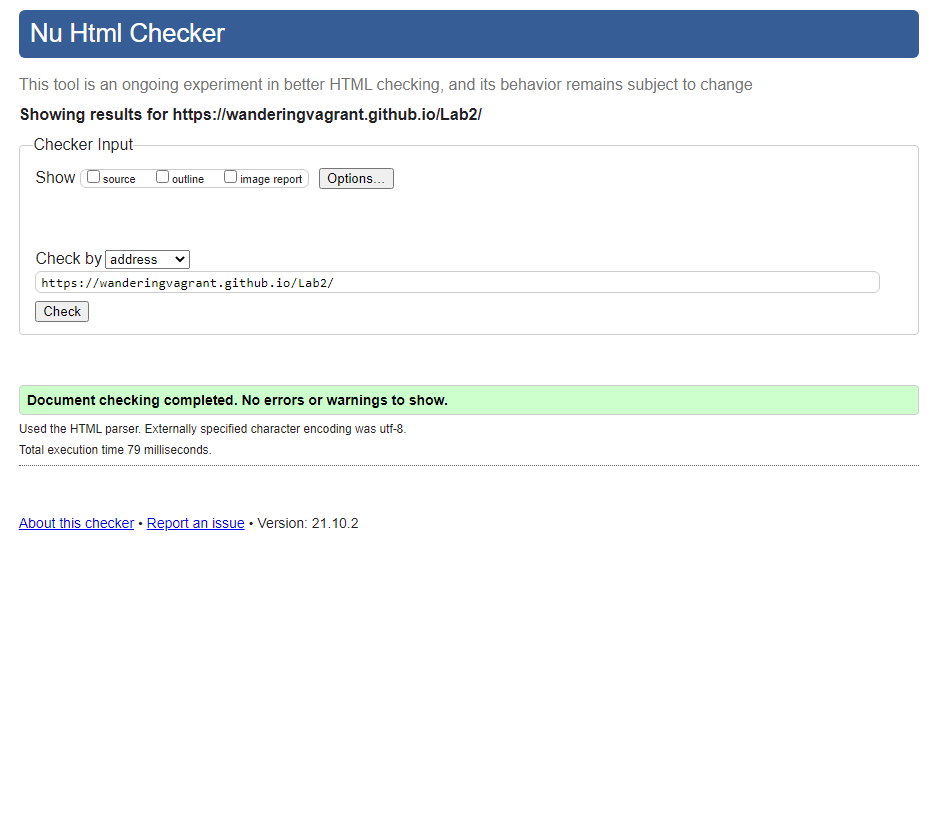 Nu Html Checker
This tool is an ongoing experiment in better HTML checking, and its behavior remains subject to change
Showing results for https://wanderingvagrant.github.io/Lab2/
Checker Input
Show source outline image report Options...
Check by address
https://wanderingvagrant.github.io/Lab2/
Check
Document checking completed. No errors or warnings to show.
Used the HTML parser. Externally specified character encoding was utf-8.
Total execution time 79 milliseconds.
About this checker • Report an issue • Version: 21.10.2